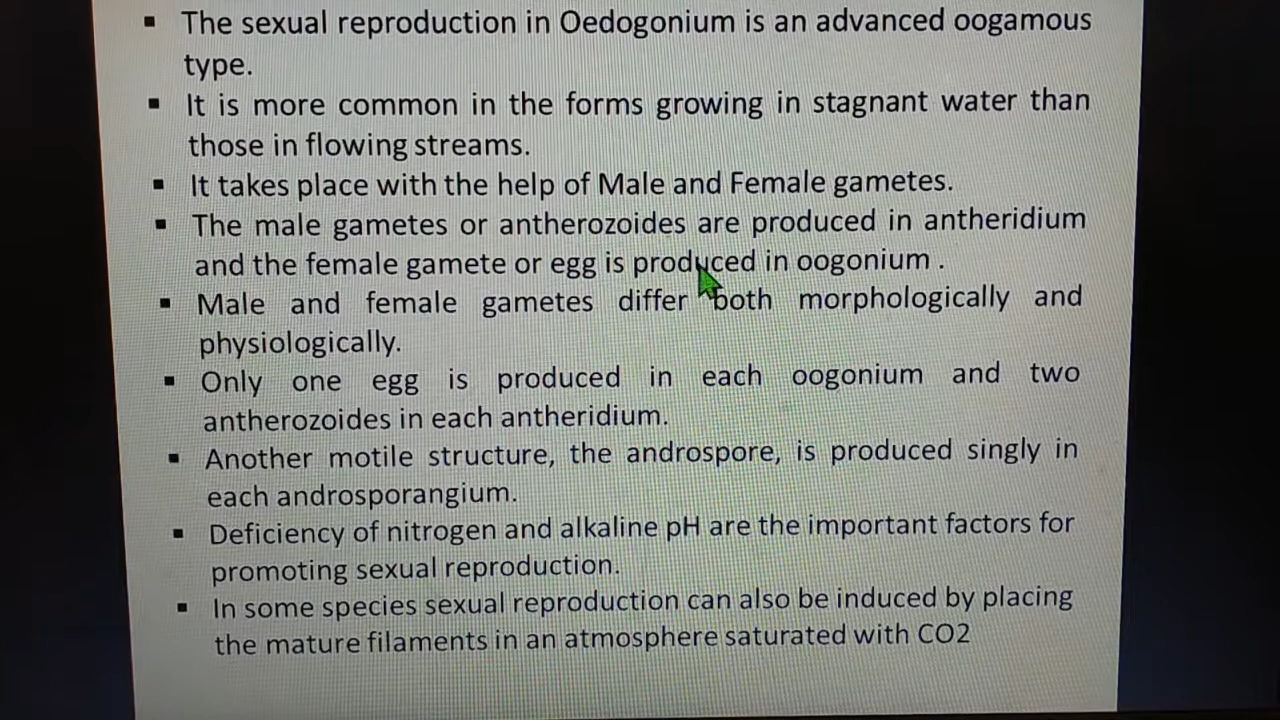 ▪ The sexual reproduction in Oedogonium is an advanced oogamous
type.
▪ It is more common in the forms growing in stagnant water than
those in flowing streams.
▪ It takes place with the help of Male and Female gametes.
▪ The male gametes or antherozoides are produced in antheridium
and the female gamete or egg is produced in oogonium .
▪ Male and female gametes differ both morphologically and
physiologically.
▪ Only one egg is produced in each oogonium and two
antherozoides in each antheridium.
▪ Another motile structure, the androspore, is produced singly in
each androsporangium.
▪ Deficiency of nitrogen and alkaline pH are the important factors for
promoting sexual reproduction.
▪ In some species sexual reproduction can also be induced by placing
the mature filaments in an atmosphere saturated with CO2